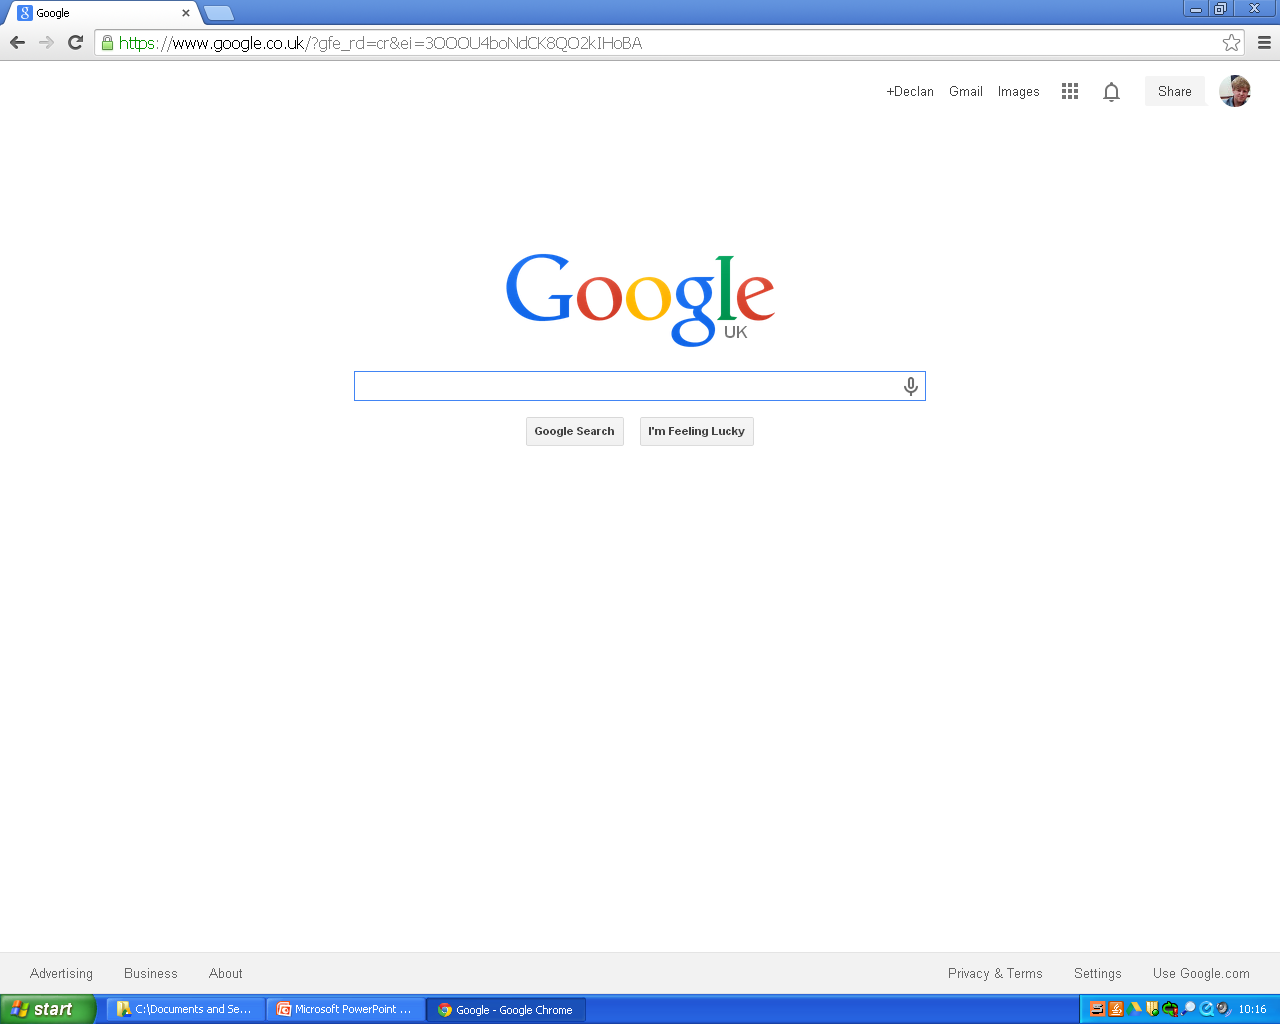 Google
https://www.google.co.uk/?gfe_rd=cr&ei=3OOOU4boNdCK8QO2kIHoBA
+Declan Gmail Images Share
Google
UK
Google Search I'm Feeling Lucky
Advertising Business About Privacy & Terms Settings Use Google.com
start C:\Documents and Se... Microsoft PowerPoint ... Google - Google Chrome 10:16